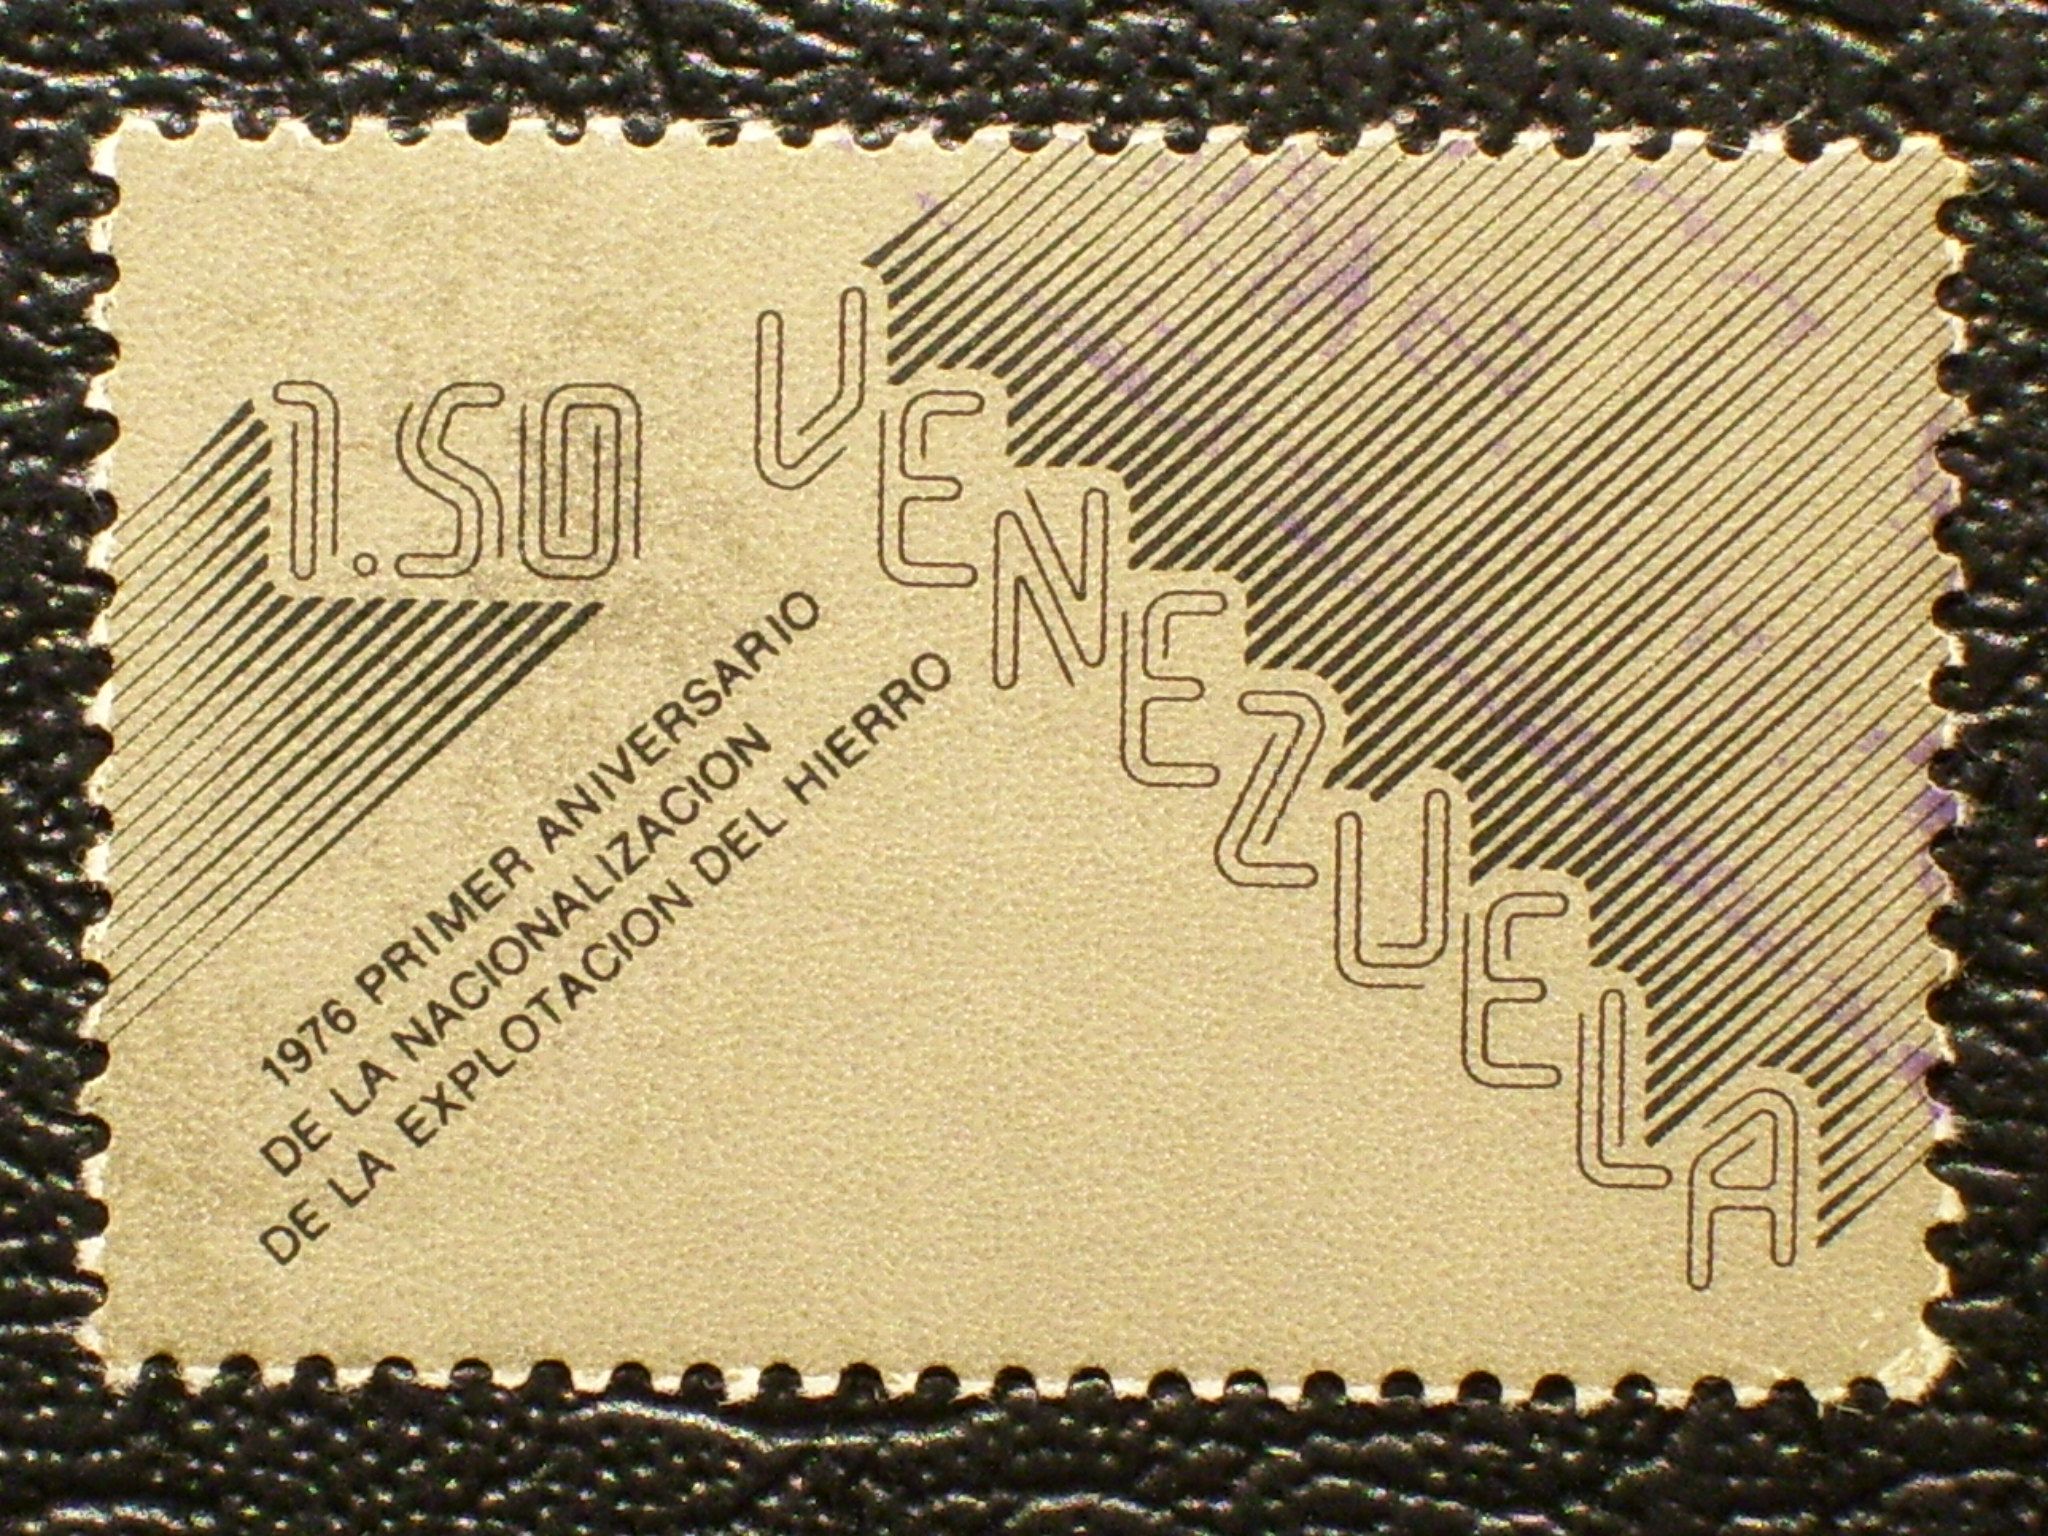 1.50
VENEZUELA
1976 PRIMER ANIVERSARIO
DE LA NACIONALIZACION
DE LA EXPLOTACION DEL HIERRO